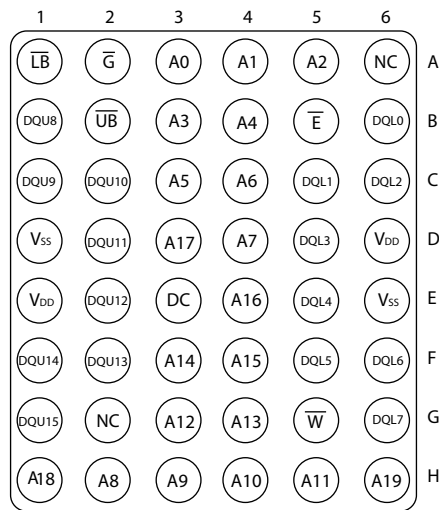 1 2 3 4 5 6
L̅B̅ G̅ A0 A1 A2 NC A
DQU8 U̅B̅ A3 A4 E̅ DQL0 B
DQU9 DQU10 A5 A6 DQL1 DQL2 C
VSS DQU11 A17 A7 DQL3 VDD D
VDD DQU12 DC A16 DQL4 VSS E
DQU14 DQU13 A14 A15 DQL5 DQL6 F
DQU15 NC A12 A13 W̅ DQL7 G
A18 A8 A9 A10 A11 A19 H